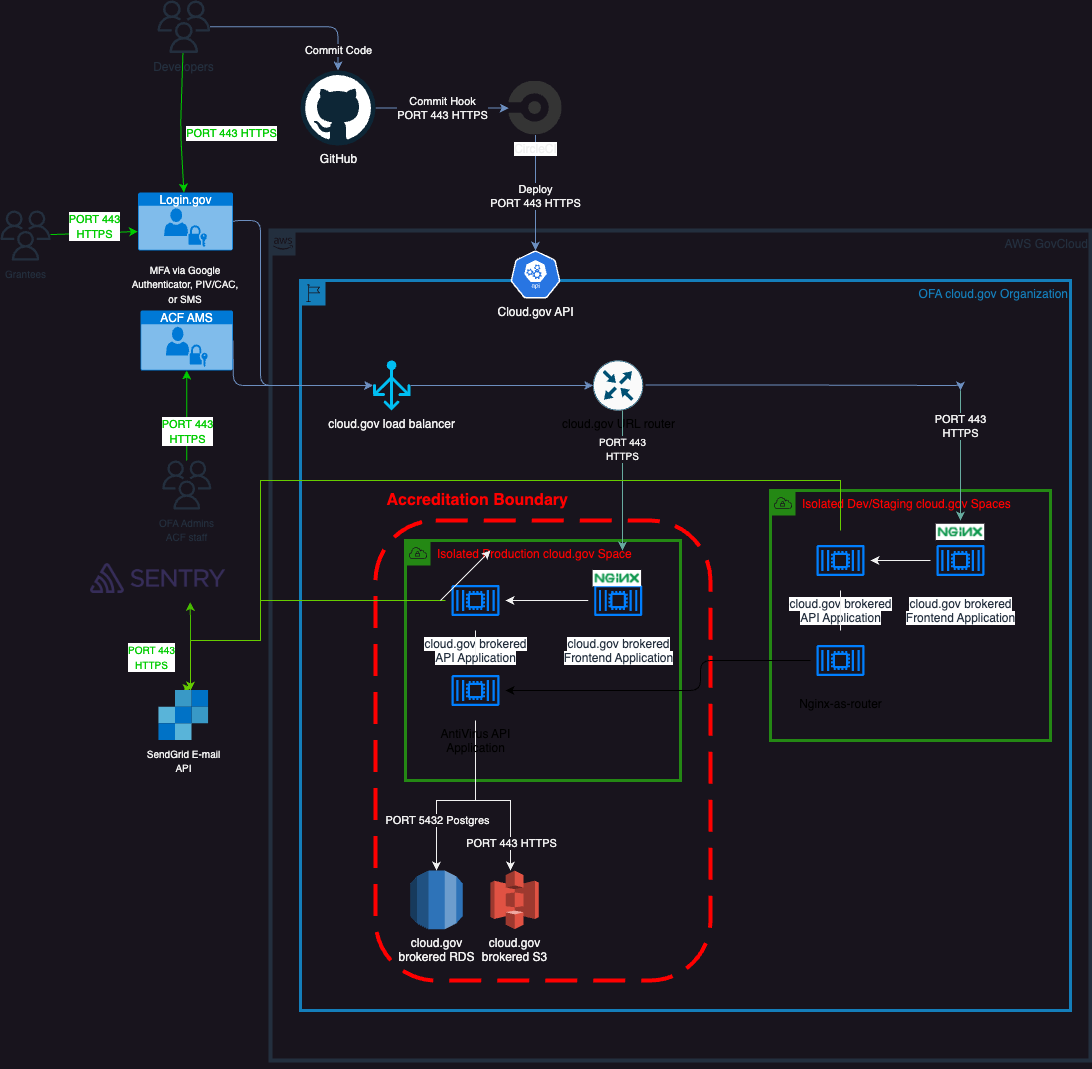 Developers
Commit Code
Commit Hook
PORT 443 HTTPS
GitHub
PORT 443 HTTPS
CircleCI
Deploy
PORT 443 HTTPS
Login.gov
PORT 443
HTTPS
Grantees
aws
AWS GovCloud
MFA via Google
Authenticator, PIV/CAC,
or SMS
api
Cloud.gov API
OFA cloud.gov Organization
ACF AMS
cloud.gov load balancer
cloud.gov URL router
PORT 443
HTTPS
PORT 443
HTTPS
PORT 443
HTTPS
OFA Admins
ACF staff
Accreditation Boundary
Isolated Dev/Staging cloud.gov Spaces
NGINX
Isolated Production cloud.gov Space
NGINX
SENTRY
cloud.gov brokered
API Application
cloud.gov brokered
Frontend Application
cloud.gov brokered
API Application
cloud.gov brokered
Frontend Application
PORT 443
HTTPS
Nginx-as-router
AntiVirus API
Application
SendGrid E-mail
API
PORT 5432 Postgres
PORT 443 HTTPS
cloud.gov
brokered RDS
cloud.gov
brokered S3